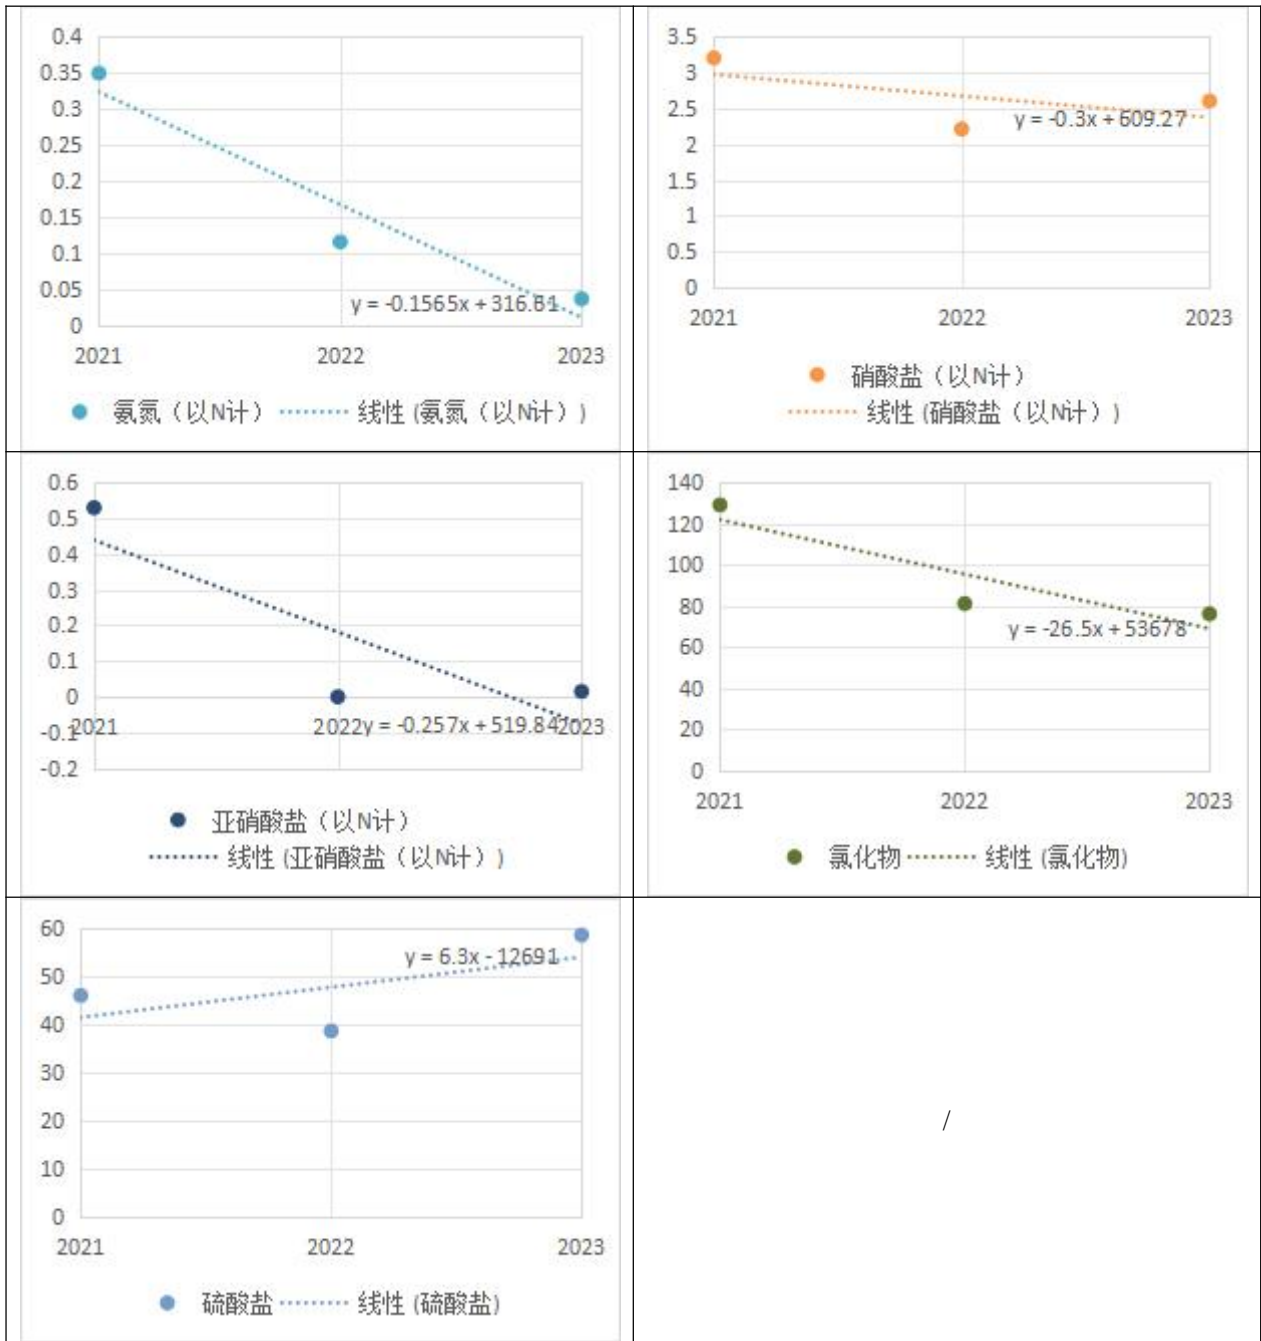 0.4
0.35
0.3
0.25
0.2
0.15
0.1
0.05
0
y = -0.1565x + 316.61
2021 2022 2023
氨氮（以N计） 线性 (氨氮（以N计）)
3.5
3
2.5
2
1.5
1
0.5
0
y = -0.3x + 609.27
2021 2022 2023
硝酸盐（以N计）
线性 (硝酸盐（以N计）)
0.6
0.5
0.4
0.3
0.2
0.1
0
-0.1
-0.2
2021 2022 y = -0.257x + 519.84 2023
亚硝酸盐（以N计）
线性 (亚硝酸盐（以N计）)
140
120
100
80
60
40
20
0
y = -26.5x + 53678
2021 2022 2023
氯化物 线性 (氯化物)
60
50
40
30
20
10
0
y = 6.3x - 12691
2021 2022 2023
硫酸盐 线性 (硫酸盐)
/